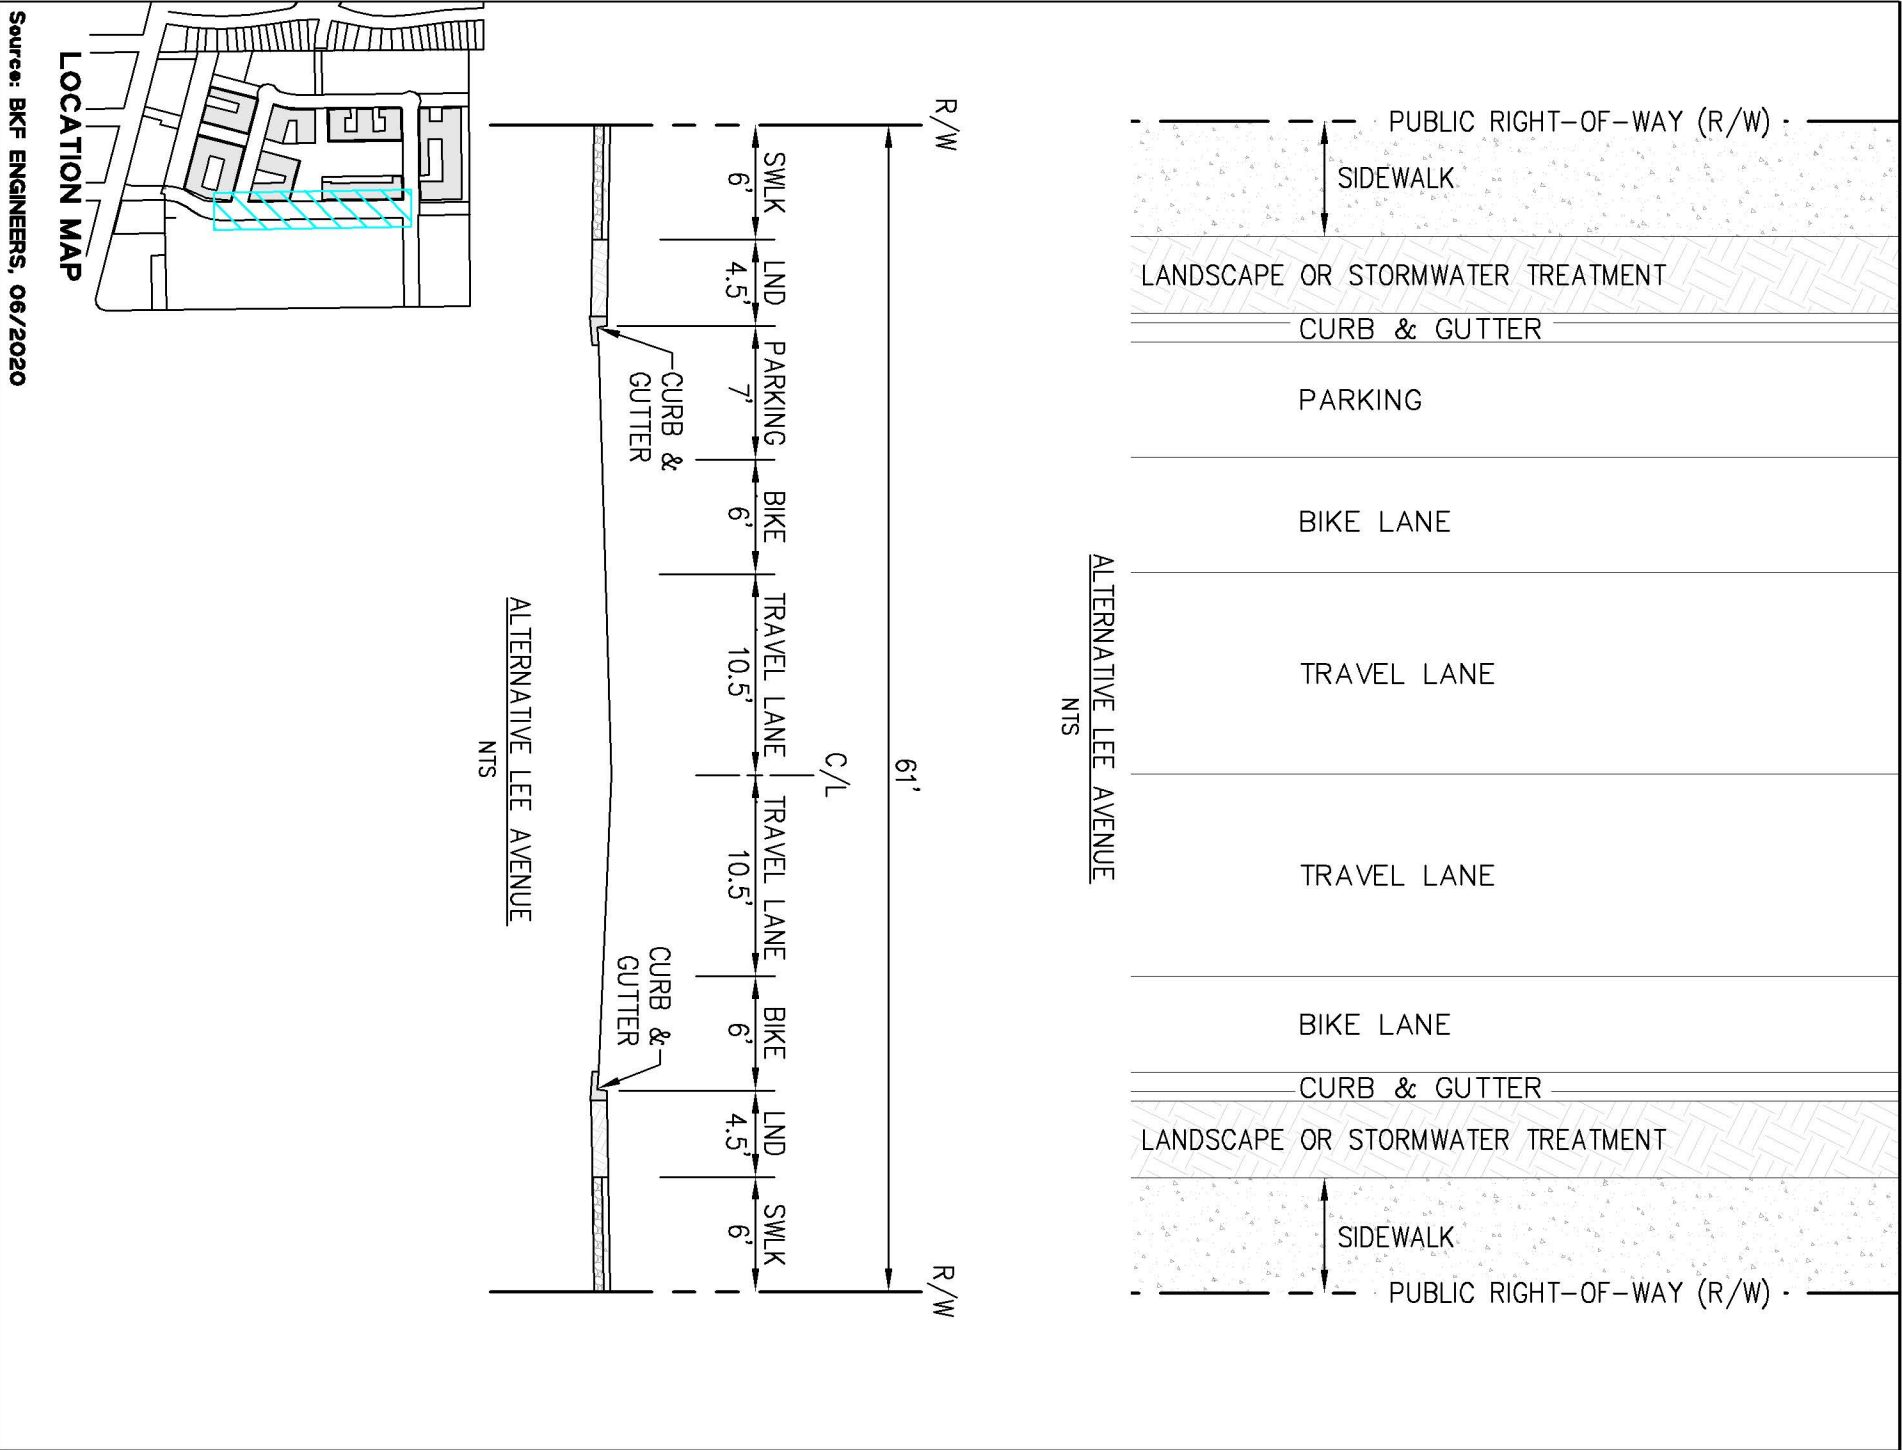 PUBLIC RIGHT-OF-WAY (R/W)
SIDEWALK
LANDSCAPE OR STORMWATER TREATMENT
CURB & GUTTER
PARKING
BIKE LANE
TRAVEL LANE
TRAVEL LANE
BIKE LANE
CURB & GUTTER
LANDSCAPE OR STORMWATER TREATMENT
SIDEWALK
PUBLIC RIGHT-OF-WAY (R/W)
ALTERNATIVE LEE AVENUE
NTS
R/W
R/W
61'
C/L
SWLK
6'
LND
4.5'
PARKING
7'
BIKE
6'
TRAVEL LANE
10.5'
TRAVEL LANE
10.5'
BIKE
6'
LND
4.5'
SWLK
6'
CURB &
GUTTER
CURB &
GUTTER
ALTERNATIVE LEE AVENUE
NTS
LOCATION MAP
Source: BKF ENGINEERS, 06/2020